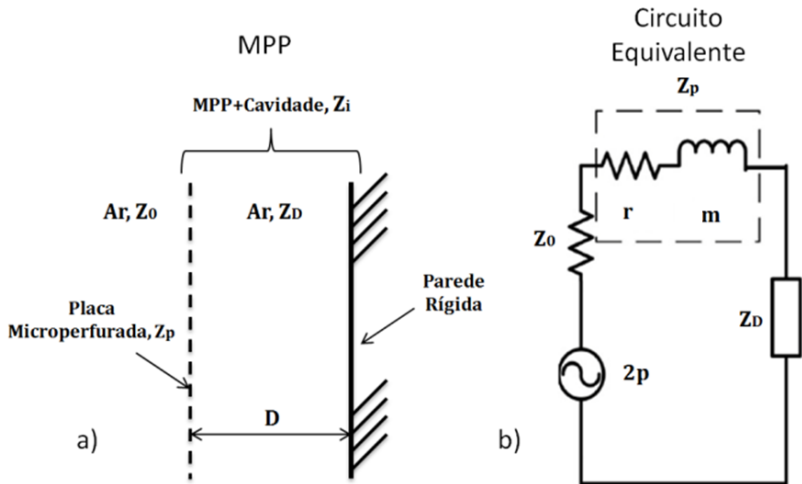 MPP
MPP+Cavidade, Zi
Ar, Z0
Ar, ZD
Placa
Microperfurada, Zp
Parede
Rígida
D
a)
Circuito
Equivalente
Zp
r
m
Z0
ZD
2p
b)